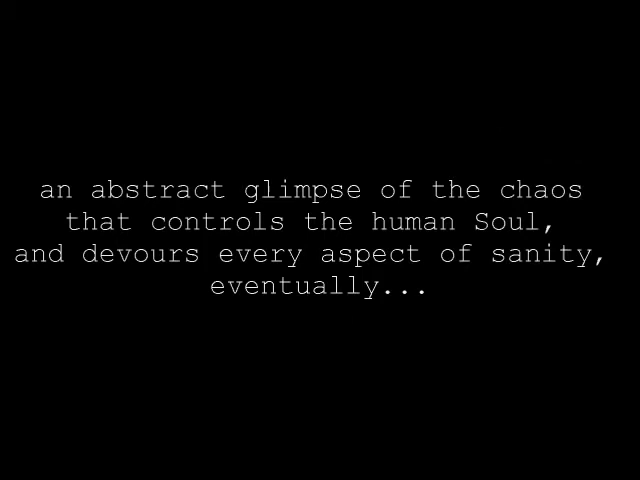 an abstract glimpse of the chaos
that controls the human Soul,
and devours every aspect of sanity,
eventually...